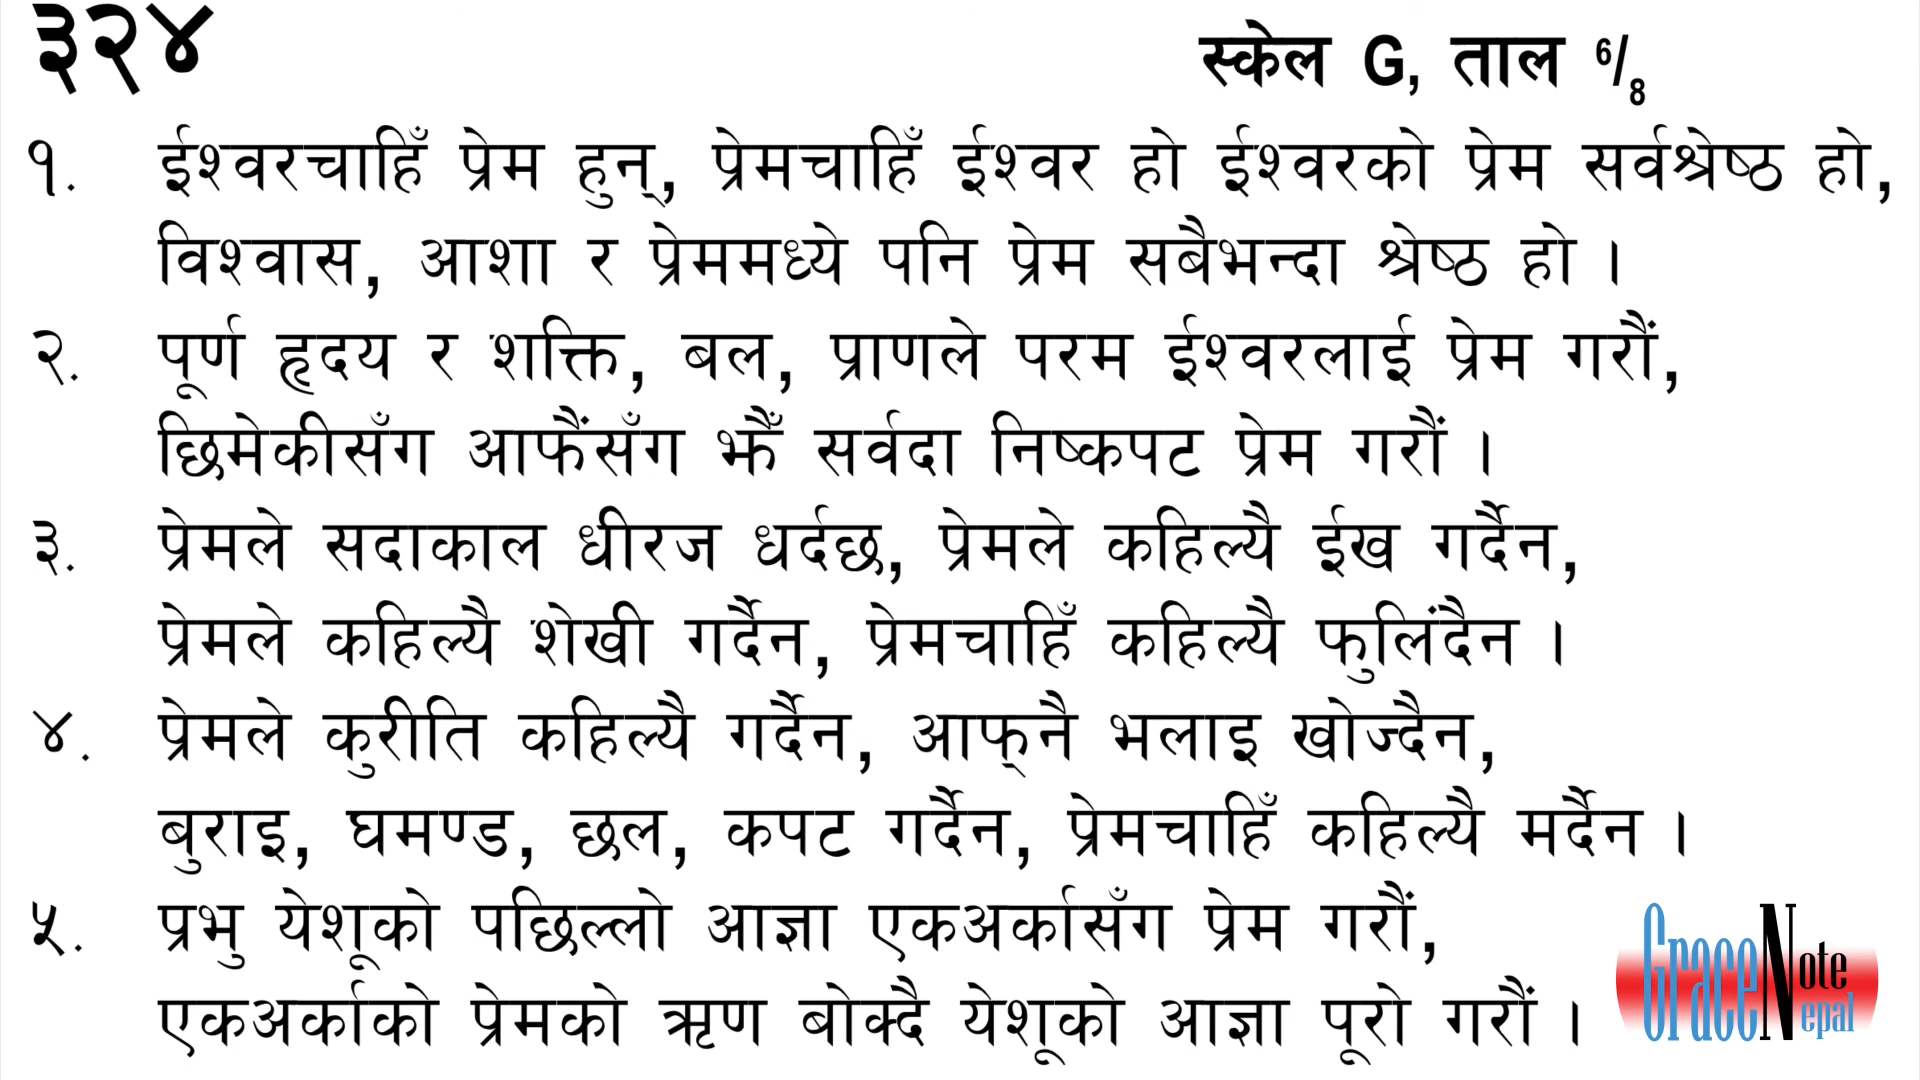 ३२४
स्केल G, ताल 6/8
१. ईश्वरचाहिँ प्रेम हुन्, प्रेमचाहिँ ईश्वर हो ईश्वरको प्रेम सर्वश्रेष्ठ हो,
विश्वास, आशा र प्रेममध्ये पनि प्रेम सबैभन्दा श्रेष्ठ हो ।
२. पूर्ण हृदय र शक्ति, बल, प्राणले परम ईश्वरलाई प्रेम गरौं,
छिमेकीसँग आफैंसँग झैँ सर्वदा निष्कपट प्रेम गरौं ।
३. प्रेमले सदाकाल धीरज धर्दछ, प्रेमले कहिल्यै ईख गर्दैन,
प्रेमले कहिल्यै शेखी गर्दैन, प्रेमचाहिँ कहिल्यै फुलिंदैन ।
४. प्रेमले कुरीति कहिल्यै गर्दैन, आफ्‌नै भलाइ खोज्दैन,
बुराइ, घमण्ड, छल, कपट गर्दैन, प्रेमचाहिँ कहिल्यै मर्दैन ।
५. प्रभु येशूको पछिल्लो आज्ञा एकअर्कासँग प्रेम गरौं,
एकअर्काको प्रेमको ऋण बोक्दै येशूको आज्ञा पूरो गरौं ।
GraceNote Nepal